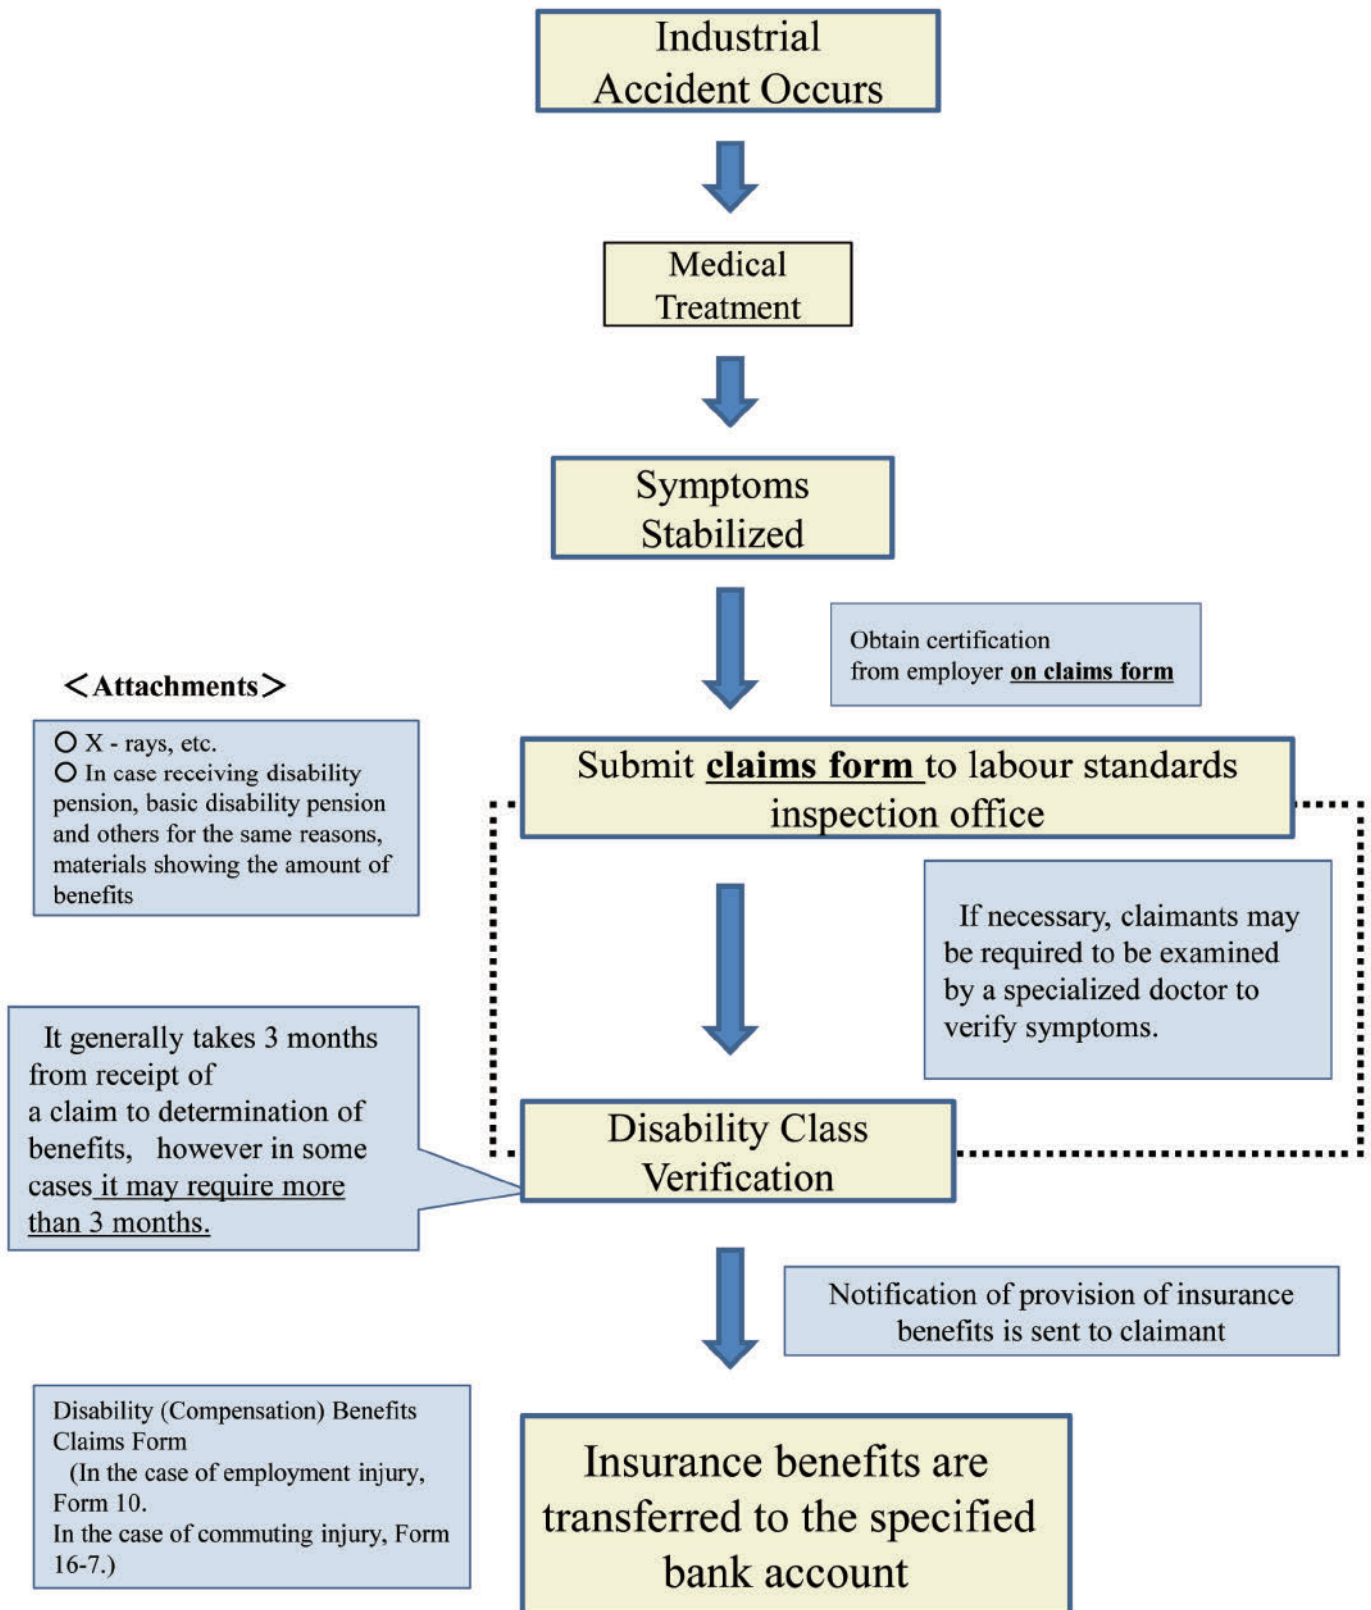 Industrial
Accident Occurs
Medical
Treatment
Symptoms
Stabilized
Obtain certification
from employer on claims form
<Attachments>
○ X - rays, etc.
○ In case receiving disability
pension, basic disability pension
and others for the same reasons,
materials showing the amount of
benefits
Submit claims form to labour standards
inspection office
If necessary, claimants may
be required to be examined
by a specialized doctor to
verify symptoms.
It generally takes 3 months
from receipt of
a claim to determination of
benefits, however in some
cases it may require more
than 3 months.
Disability Class
Verification
Notification of provision of insurance
benefits is sent to claimant
Disability (Compensation) Benefits
Claims Form
(In the case of employment injury,
Form 10.
In the case of commuting injury, Form
16-7.)
Insurance benefits are
transferred to the specified
bank account